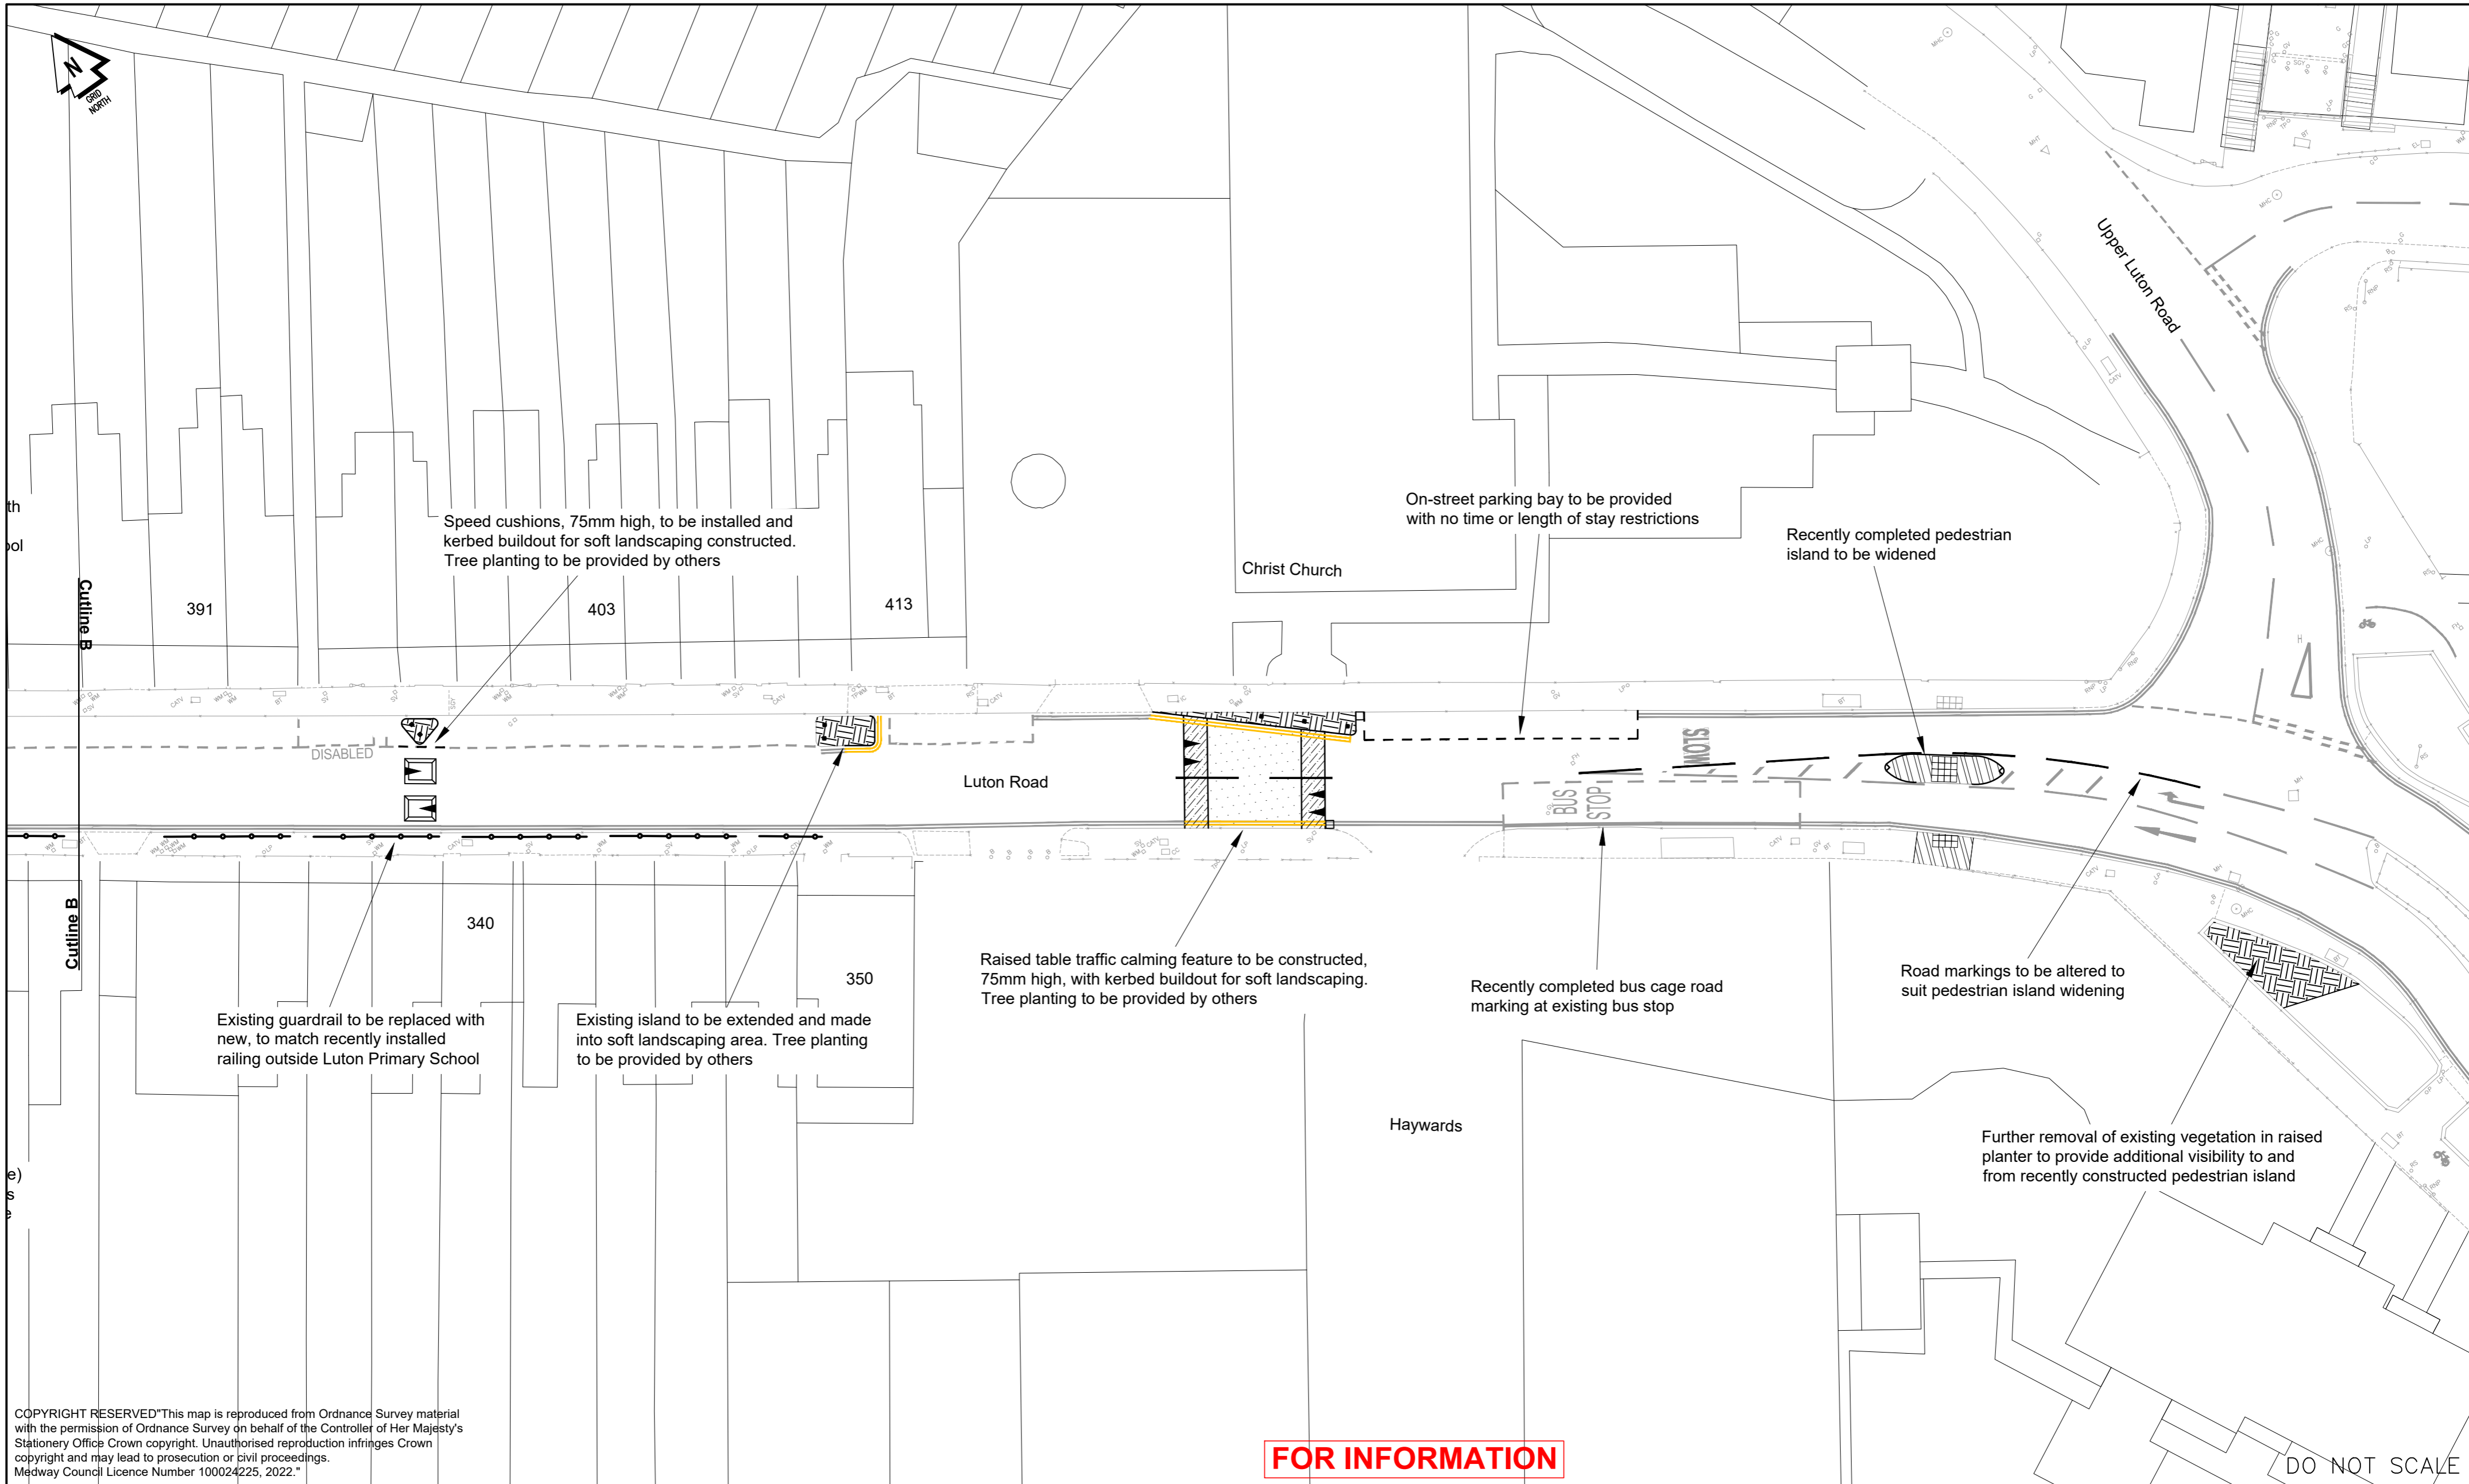 N
GRID
NORTH
Upper Luton Road
On-street parking bay to be provided
with no time or length of stay restrictions
Speed cushions, 75mm high, to be installed and
kerbed buildout for soft landscaping constructed.
Tree planting to be provided by others
Recently completed pedestrian
island to be widened
Christ Church
th
ool
Cutline B
391
403
413
DISABLED
Luton Road
SLOW
BUS
STOP
H
Cutline B
340
350
Raised table traffic calming feature to be constructed,
75mm high, with kerbed buildout for soft landscaping.
Tree planting to be provided by others
Recently completed bus cage road
marking at existing bus stop
Road markings to be altered to
suit pedestrian island widening
Existing guardrail to be replaced with
new, to match recently installed
railing outside Luton Primary School
Existing island to be extended and made
into soft landscaping area. Tree planting
to be provided by others
Haywards
Further removal of existing vegetation in raised
planter to provide additional visibility to and
from recently constructed pedestrian island
e)
s
e
COPYRIGHT RESERVED"This map is reproduced from Ordnance Survey material
with the permission of Ordnance Survey on behalf of the Controller of Her Majesty's
Stationery Office Crown copyright. Unauthorised reproduction infringes Crown
copyright and may lead to prosecution or civil proceedings.
Medway Council Licence Number 100024225, 2022."
FOR INFORMATION
DO NOT SCALE